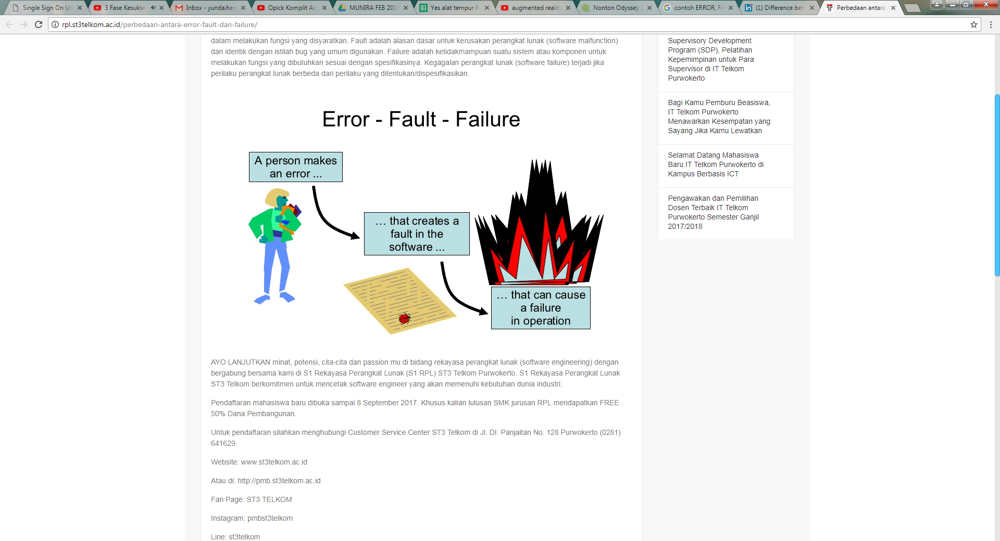 Single Sign On Un
3 Fase Kesukse
Inbox - yunda.hen
Opick Komplit ALL
MUNIRA FEB 2018
Yes alat tempur R
augmented reality
Nonton Odyssey
contoh ERROR, FA
(1) Difference bet
Perbedaan antara
rpl.st3telkom.ac.id/perbedaan-antara-error-fault-dan-failure/
dalam melakukan fungsi yang disyaratkan. Fault adalah alasan dasar untuk kerusakan perangkat lunak (software malfunction)
dan identik dengan istilah bug yang umum digunakan. Failure adalah ketidakmampuan suatu sistem atau komponen untuk
melakukan fungsi yang dibutuhkan sesuai dengan spesifikasinya. Kegagalan perangkat lunak (software failure) terjadi jika
perilaku perangkat lunak berbeda dari perilaku yang ditentukan/dispesifikasikan.
Error - Fault - Failure
A person makes
an error ...
... that creates a
fault in the
software ...
... that can cause
a failure
in operation
AYO LANJUTKAN minat, potensi, cita-cita dan passion mu di bidang rekayasa perangkat lunak (software engineering) dengan
bergabung bersama kami di S1 Rekayasa Perangkat Lunak (S1 RPL) ST3 Telkom Purwokerto. S1 Rekayasa Perangkat Lunak
ST3 Telkom berkomitmen untuk mencetak software engineer yang akan memenuhi kebutuhan dunia industri.
Pendaftaran mahasiswa baru dibuka sampai 8 September 2017. Khusus kalian lulusan SMK jurusan RPL mendapatkan FREE
50% Dana Pembangunan.
Untuk pendaftaran silahkan menghubungi Customer Service Center ST3 Telkom di Jl. DI. Panjaitan No. 128 Purwokerto (0281)
641629.
Website: www.st3telkom.ac.id
Atau di: http://pmb.st3telkom.ac.id
Fan Page: ST3 TELKOM
Instagram: pmbst3telkom
Line: st3telkom
Supervisory Development
Program (SDP), Pelatihan
Kepemimpinan untuk Para
Supervisor di IT Telkom
Purwokerto
Bagi Kamu Pemburu Beasiswa,
IT Telkom Purwokerto
Menawarkan Kesempatan yang
Sayang Jika Kamu Lewatkan
Selamat Datang Mahasiswa
Baru IT Telkom Purwokerto di
Kampus Berbasis ICT
Pengawakan dan Pemilihan
Dosen Terbaik IT Telkom
Purwokerto Semester Ganjil
2017/2018